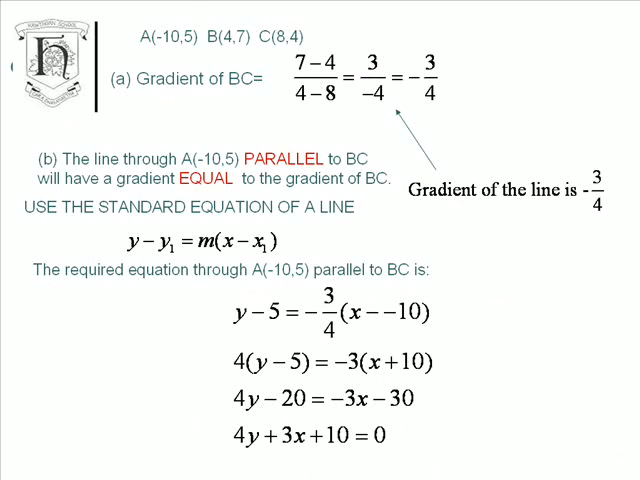 HAWTHORN SCHOOL
A(-10,5) B(4,7) C(8,4)
(a) Gradient of BC= 7 − 4 / 4 − 8 = 3 / −4 = − 3 / 4
(b) The line through A(-10,5) PARALLEL to BC
will have a gradient EQUAL to the gradient of BC.
Gradient of the line is - 3 / 4
USE THE STANDARD EQUATION OF A LINE
y − y₁ = m(x − x₁)
The required equation through A(-10,5) parallel to BC is:
y − 5 = − 3 / 4 (x − −10)
4(y − 5) = −3(x + 10)
4y − 20 = −3x − 30
4y + 3x + 10 = 0